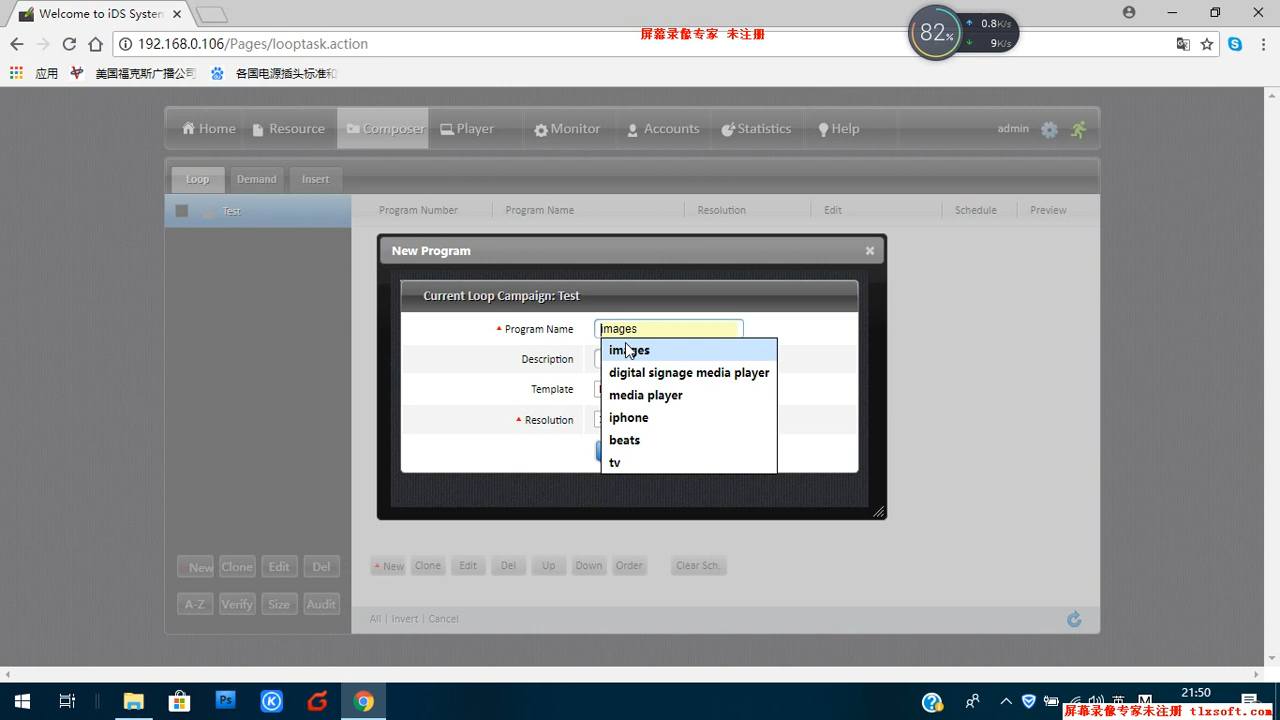 Welcome to iDS System
82%
0.8K/s
9K/s
屏幕录像专家 未注册
192.168.0.106/Pages/looptask.action
应用
美国福克斯广播公司
各国电源插头标准和
Home
Resource
Composer
Player
Monitor
Accounts
Statistics
Help
admin
Loop
Demand
Insert
Test
Program Number
Program Name
Resolution
Edit
Schedule
Preview
New Program
Current Loop Campaign: Test
Program Name
images
Description
Template
Resolution
images
digital signage media player
media player
iphone
beats
tv
New
Clone
Edit
Del
A-Z
Verify
Size
Audit
New
Clone
Edit
Del
Up
Down
Order
Clear Sch.
All | Invert | Cancel
Ps
K
英
M
21:50
屏幕录像专家未注册 tlxsoft.com